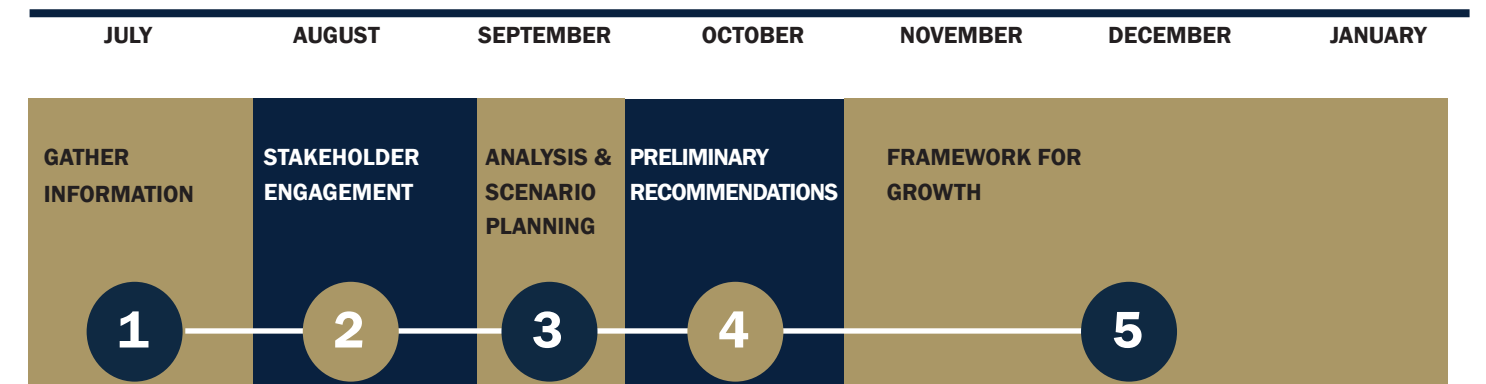 JULY AUGUST SEPTEMBER OCTOBER NOVEMBER DECEMBER JANUARY
GATHER
INFORMATION
STAKEHOLDER
ENGAGEMENT
ANALYSIS &
SCENARIO
PLANNING
PRELIMINARY
RECOMMENDATIONS
FRAMEWORK FOR
GROWTH
1 2 3 4 5